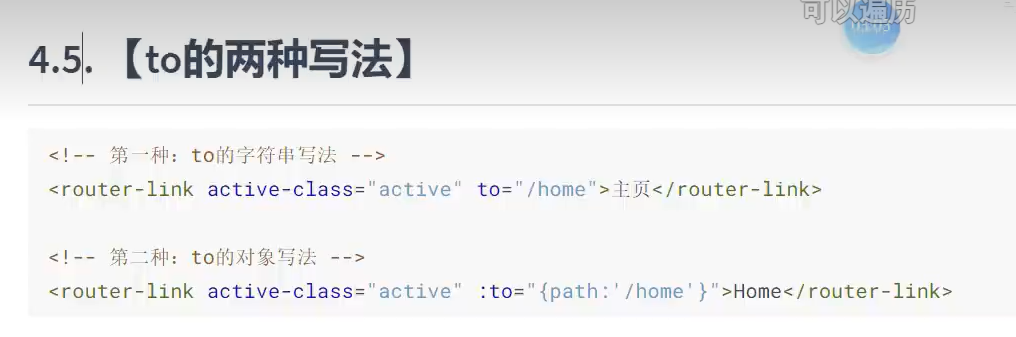 可以遍历
4.5. 【to的两种写法】
<!-- 第一种：to的字符串写法 -->
<router-link active-class="active" to="/home">主页</router-link>
<!-- 第二种：to的对象写法 -->
<router-link active-class="active" :to="{path:'/home'}">Home</router-link>